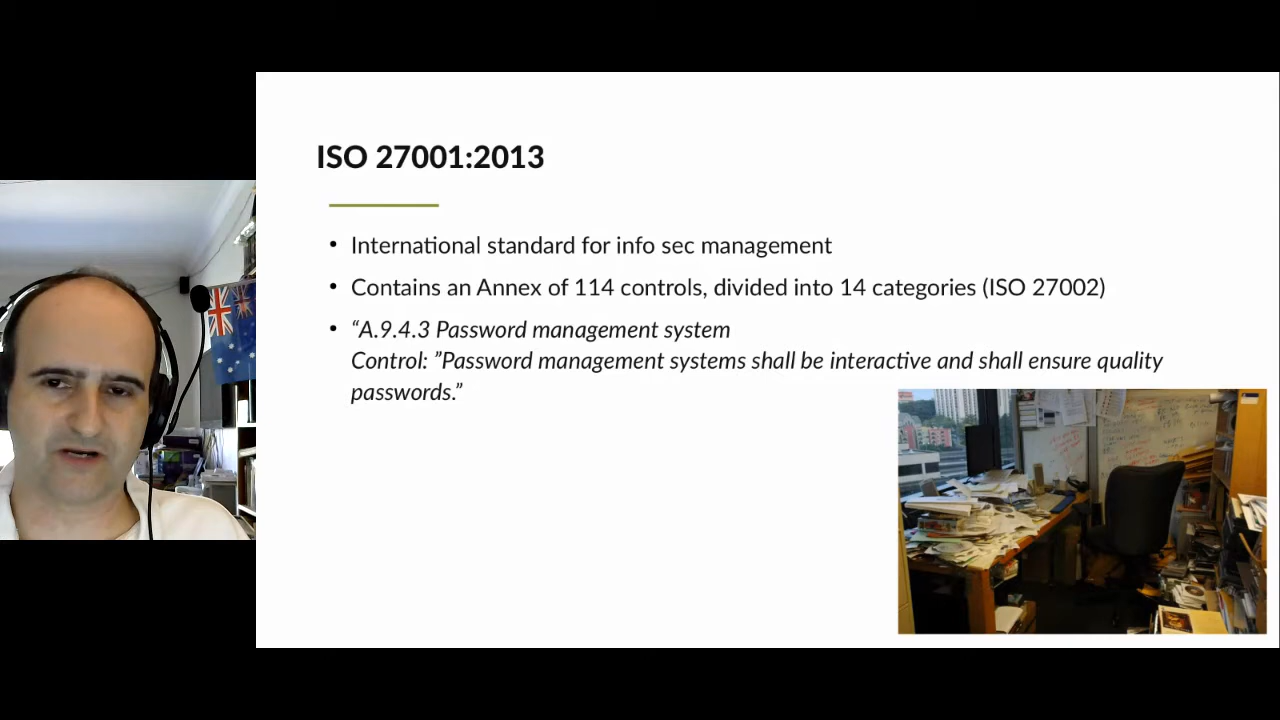 ISO 27001:2013
• International standard for info sec management
• Contains an Annex of 114 controls, divided into 14 categories (ISO 27002)
• “A.9.4.3 Password management system
Control: ”Password management systems shall be interactive and shall ensure quality
passwords.”